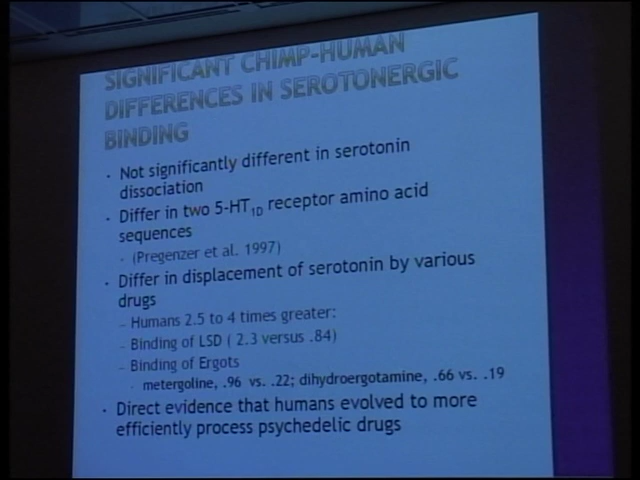 SIGNIFICANT CHIMP-HUMAN
DIFFERENCES IN SEROTONERGIC
BINDING
· Not significantly different in serotonin
dissociation
· Differ in two 5-HT1D receptor amino acid
sequences
· (Pregenzer et al. 1997)
· Differ in displacement of serotonin by various
drugs
– Humans 2.5 to 4 times greater:
– Binding of LSD ( 2.3 versus .84)
– Binding of Ergots
· metergoline, .96 vs. .22; dihydroergotamine, .66 vs. .19
· Direct evidence that humans evolved to more
efficiently process psychedelic drugs